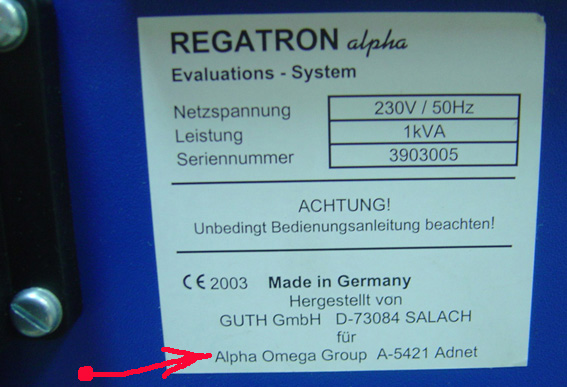 REGATRON alpha
Evaluations - System
Netzspannung 230V / 50Hz
Leistung 1kVA
Seriennummer 3903005
ACHTUNG!
Unbedingt Bedienungsanleitung beachten!
CE 2003 Made in Germany
Hergestellt von
GUTH GmbH D-73084 SALACH
für
Alpha Omega Group A-5421 Adnet